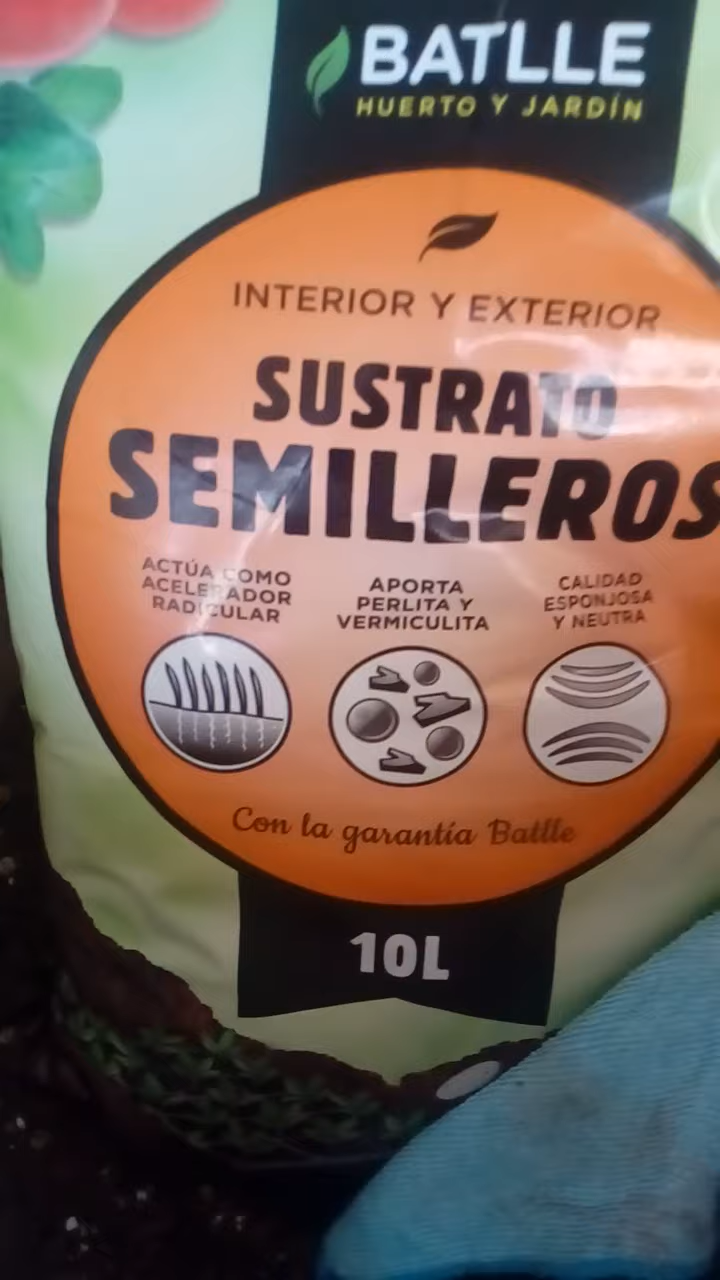 BATLLE
HUERTO Y JARDÍN
INTERIOR Y EXTERIOR
SUSTRATO
SEMILLEROS
ACTÚA COMO
ACELERADOR
RADICULAR
APORTA
PERLITA Y
VERMICULITA
CALIDAD
ESPONJOSA
Y NEUTRA
Con la garantía Batlle
10L